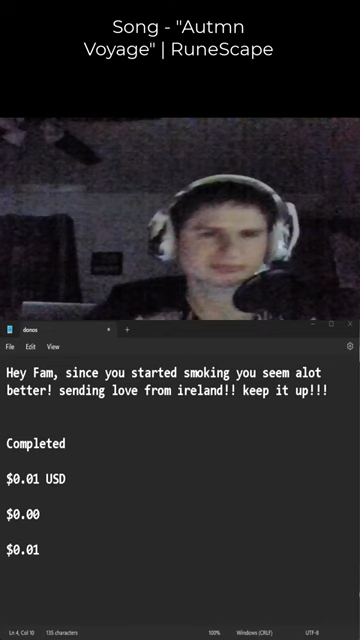 Song - "Autmn
Voyage" | RuneScape
donos
File Edit View
Hey Fam, since you started smoking you seem alot
better! sending love from ireland!! keep it up!!!
Completed
$0.01 USD
$0.00
$0.01
Ln 4, Col 10 135 characters 100% Windows (CRLF) UTF-8